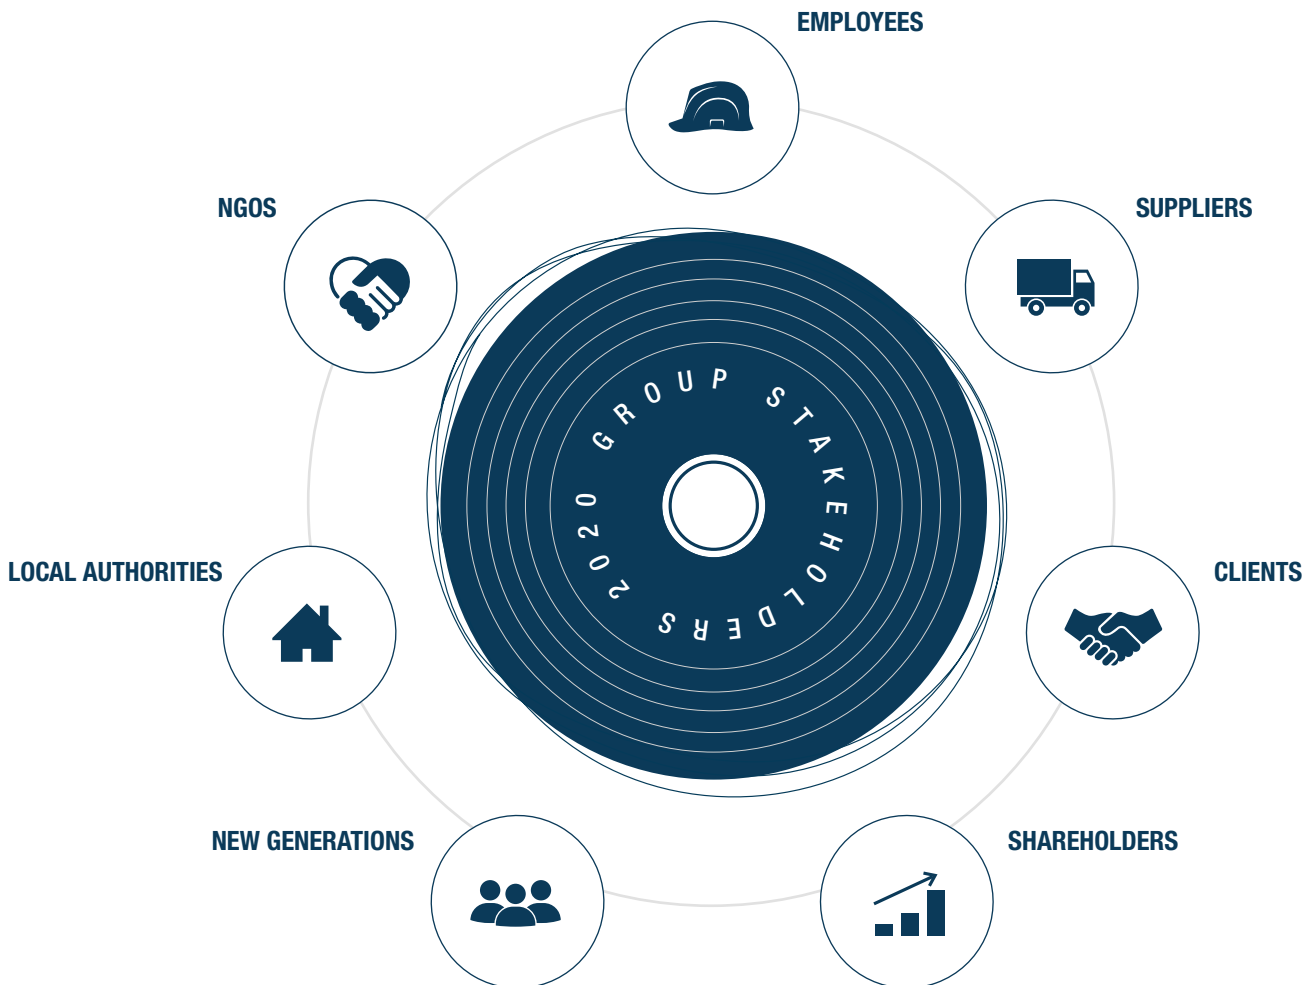 EMPLOYEES
NGOS
SUPPLIERS
GROUP STAKEHOLDERS 2020
LOCAL AUTHORITIES
CLIENTS
NEW GENERATIONS
SHAREHOLDERS